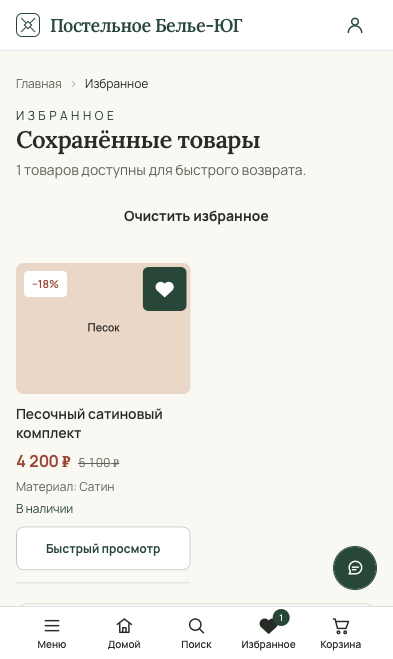 Постельное Белье-ЮГ
Главная › Избранное
ИЗБРАННОЕ
Сохранённые товары
1 товаров доступны для быстрого возврата.
Очистить избранное
−18%
Песок
Песочный сатиновый
комплект
4 200 ₽ 5 100 ₽
Материал: Сатин
В наличии
Быстрый просмотр
1
Меню Домой Поиск Избранное Корзина